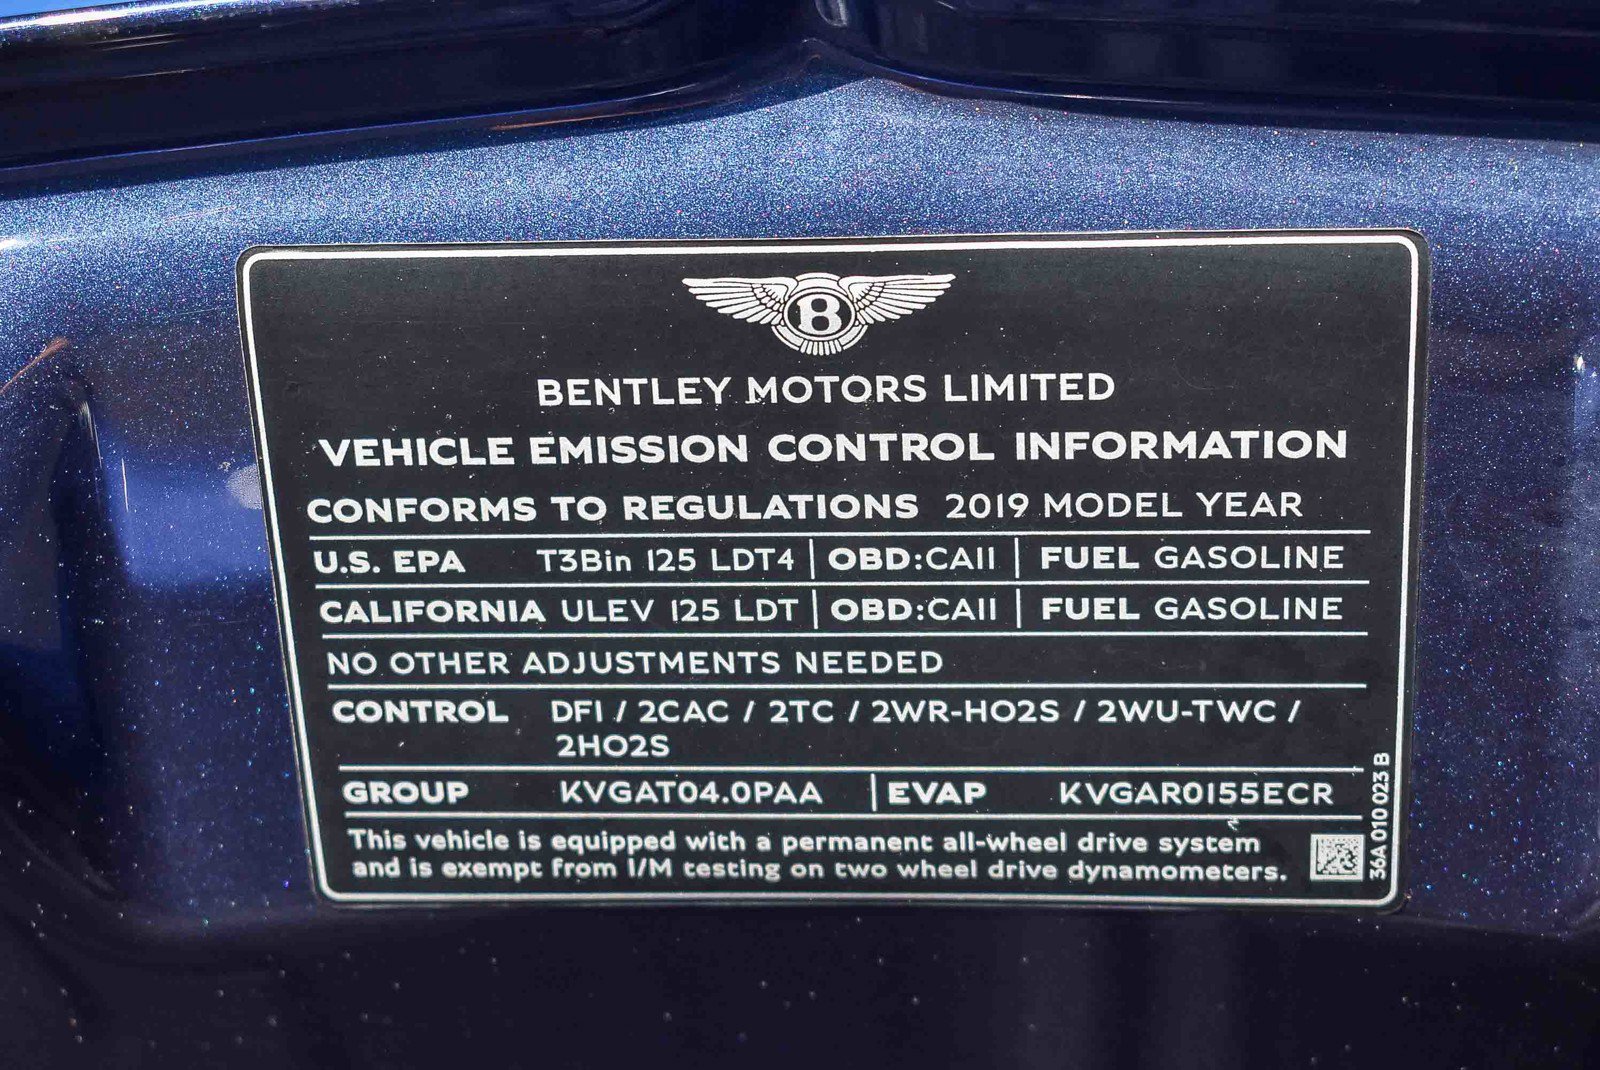 B
BENTLEY MOTORS LIMITED
VEHICLE EMISSION CONTROL INFORMATION
CONFORMS TO REGULATIONS 2019 MODEL YEAR
U.S. EPA T3Bin 125 LDT4 | OBD:CAII | FUEL GASOLINE
CALIFORNIA ULEV 125 LDT | OBD:CAII | FUEL GASOLINE
NO OTHER ADJUSTMENTS NEEDED
CONTROL DFI / 2CAC / 2TC / 2WR-HO2S / 2WU-TWC /
2HO2S
GROUP KVGAT04.0PAA | EVAP KVGAR0155ECR
This vehicle is equipped with a permanent all-wheel drive system
and is exempt from I/M testing on two wheel drive dynamometers.
36A 010 023 B